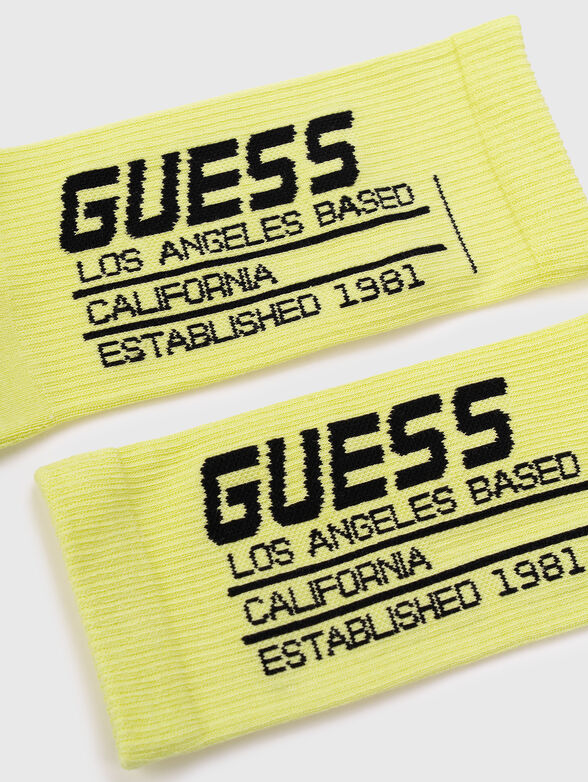 GUESS
LOS ANGELES BASED
CALIFORNIA
ESTABLISHED 1981
GUESS
LOS ANGELES BASED
CALIFORNIA
ESTABLISHED 1981